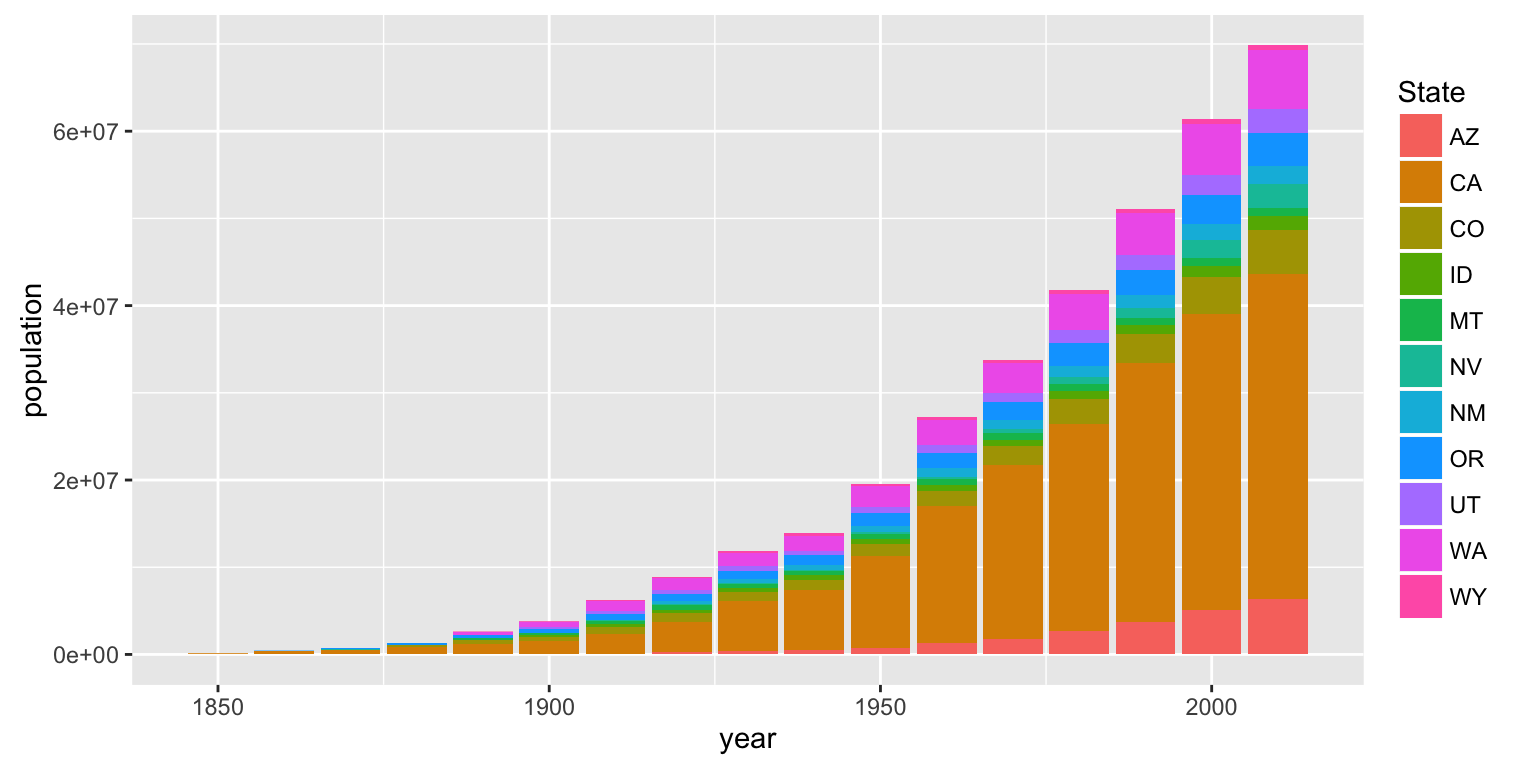 6e+07
4e+07
2e+07
0e+00
population
1850
1900
1950
2000
year
State
AZ
CA
CO
ID
MT
NV
NM
OR
UT
WA
WY